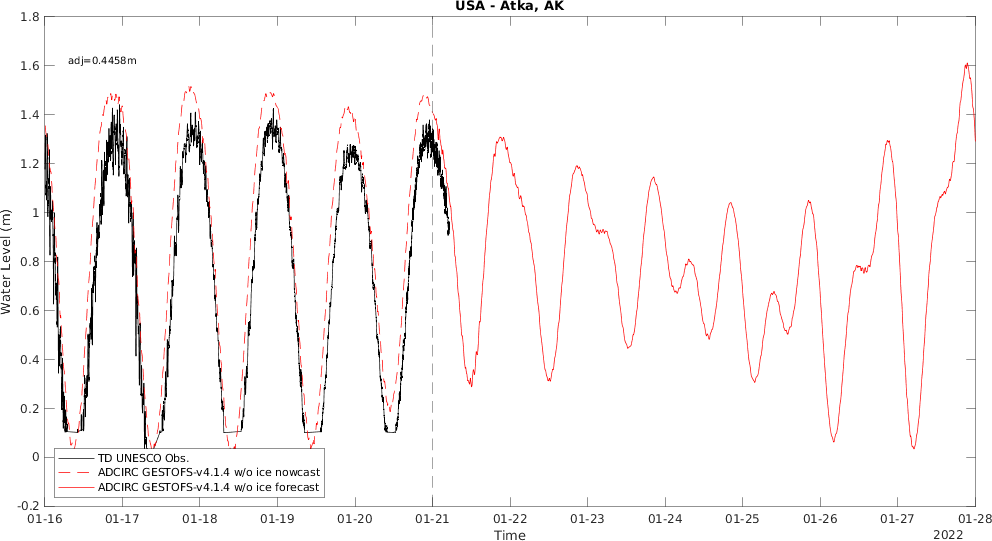 USA - Atka, AK
1.8
1.6
1.4
1.2
1
0.8
0.6
0.4
0.2
0
-0.2
Water Level (m)
adj=0.4458m
TD UNESCO Obs.
ADCIRC GESTOFS-v4.1.4 w/o ice nowcast
ADCIRC GESTOFS-v4.1.4 w/o ice forecast
01-16 01-17 01-18 01-19 01-20 01-21 01-22 01-23 01-24 01-25 01-26 01-27 01-28
Time
2022